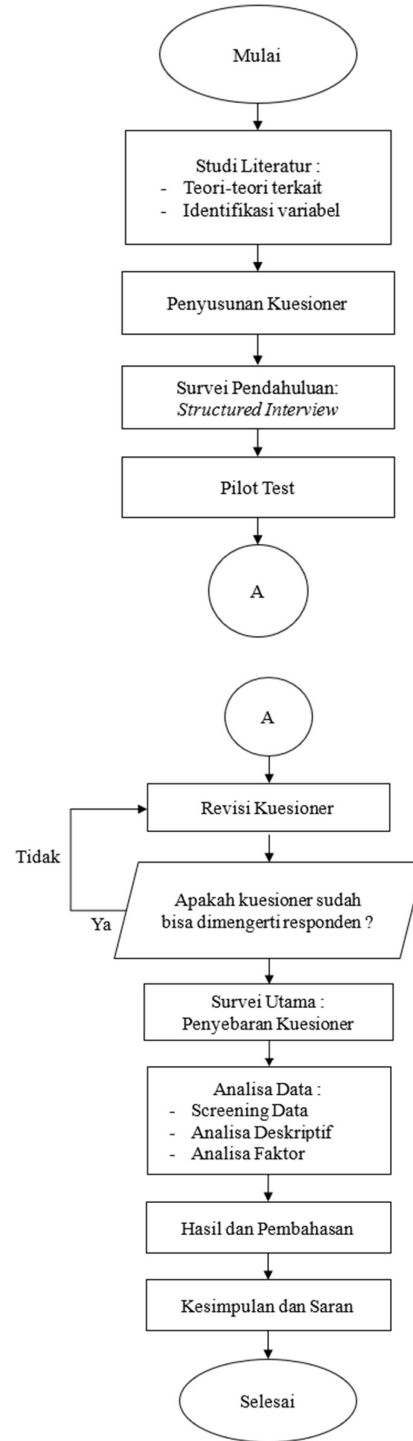 Mulai
Studi Literatur :
- Teori-teori terkait
- Identifikasi variabel
Penyusunan Kuesioner
Survei Pendahuluan:
Structured Interview
Pilot Test
A
A
Revisi Kuesioner
Tidak
Apakah kuesioner sudah
bisa dimengerti responden ?
Ya
Survei Utama :
Penyebaran Kuesioner
Analisa Data :
- Screening Data
- Analisa Deskriptif
- Analisa Faktor
Hasil dan Pembahasan
Kesimpulan dan Saran
Selesai